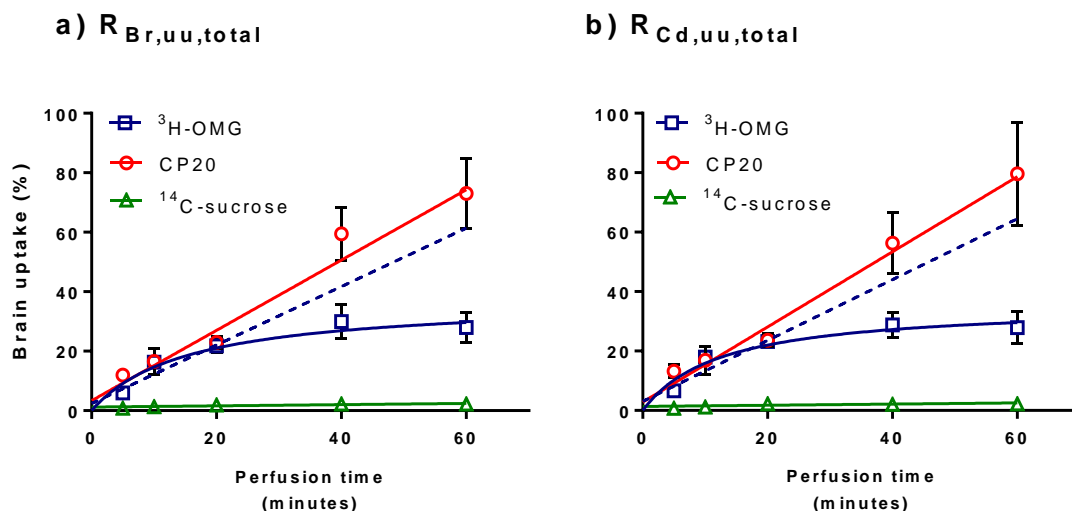 a) R Br,uu,total
100
80
60
40
20
0
0 20 40 60
Brain uptake (%)
³H-OMG
CP20
¹⁴C-sucrose
Perfusion time
(minutes)
b) R Cd,uu,total
100
80
60
40
20
0
0 20 40 60
³H-OMG
CP20
¹⁴C-sucrose
Perfusion time
(minutes)